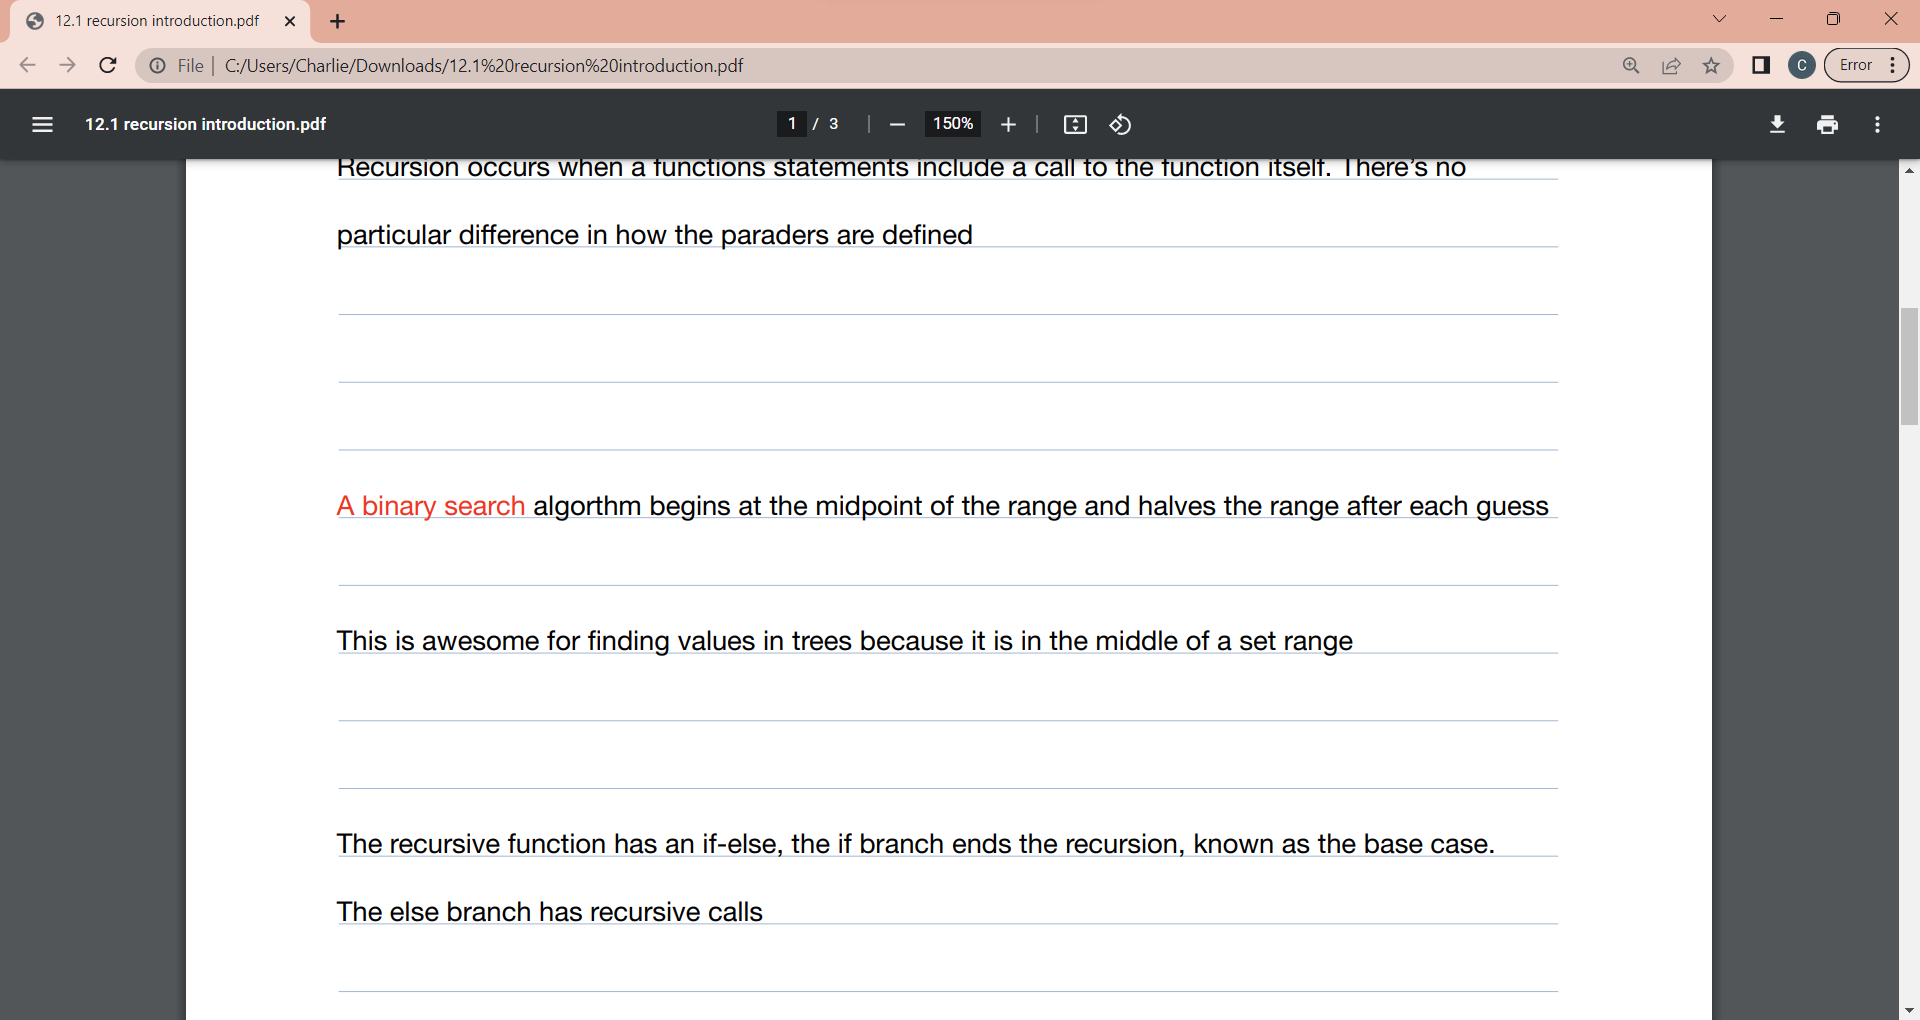 12.1 recursion introduction.pdf
File | C:/Users/Charlie/Downloads/12.1%20recursion%20introduction.pdf
C
Error
12.1 recursion introduction.pdf
1 / 3
150%
Recursion occurs when a functions statements include a call to the function itself. There's no
particular difference in how the paraders are defined
A binary search algorthm begins at the midpoint of the range and halves the range after each guess
This is awesome for finding values in trees because it is in the middle of a set range
The recursive function has an if-else, the if branch ends the recursion, known as the base case.
The else branch has recursive calls